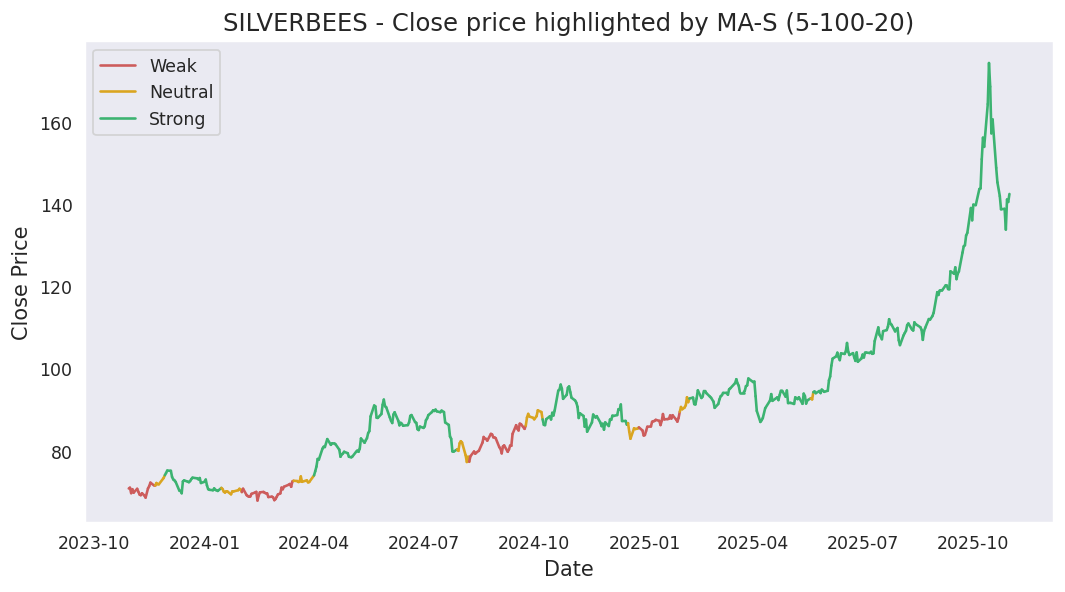 SILVERBEES - Close price highlighted by MA-S (5-100-20)
Weak
Neutral
Strong
Close Price
160
140
120
100
80
2023-10 2024-01 2024-04 2024-07 2024-10 2025-01 2025-04 2025-07 2025-10
Date